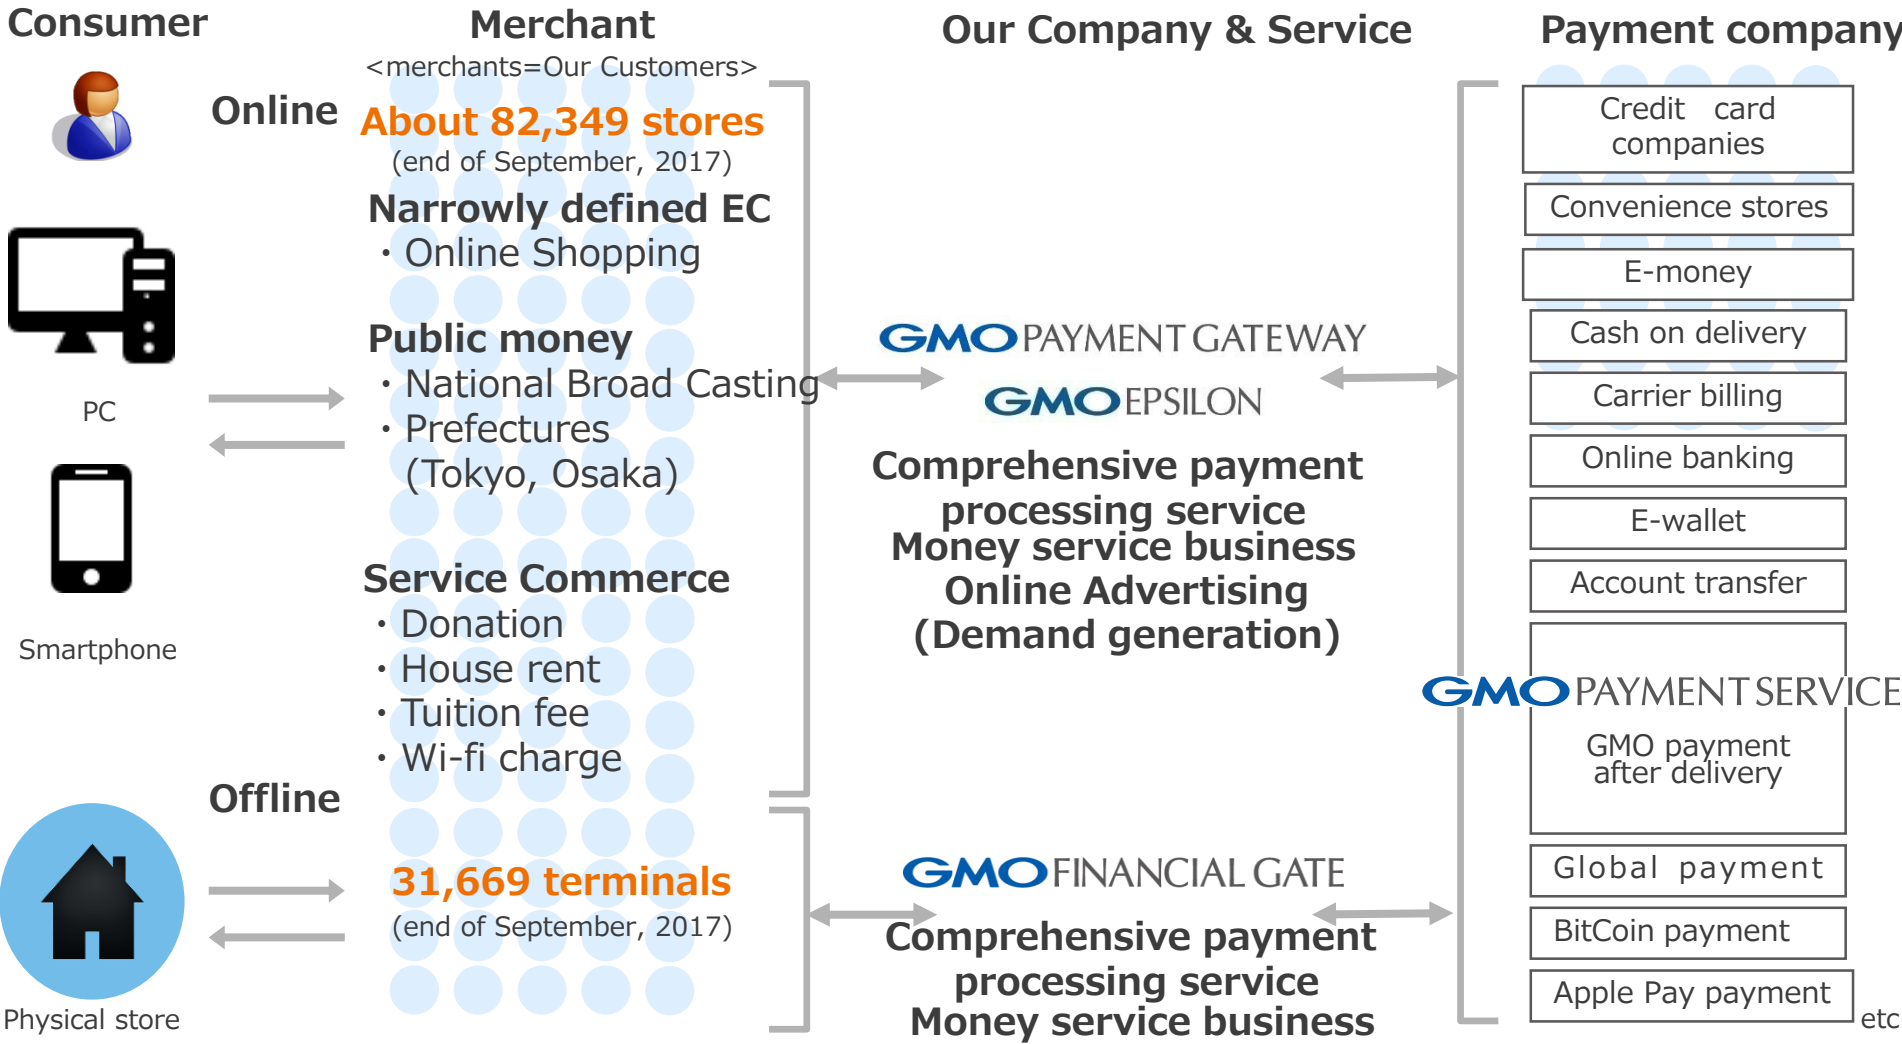 Consumer
Merchant
Our Company & Service
Payment company
<merchants=Our Customers>
Online
About 82,349 stores
(end of September, 2017)
Narrowly defined EC
・Online Shopping
Public money
・National Broad Casting
・Prefectures
(Tokyo, Osaka)
Service Commerce
・Donation
・House rent
・Tuition fee
・Wi-fi charge
PC
Smartphone
Offline
31,669 terminals
(end of September, 2017)
Physical store
GMO PAYMENT GATEWAY
GMO EPSILON
Comprehensive payment
processing service
Money service business
Online Advertising
(Demand generation)
GMO FINANCIAL GATE
Comprehensive payment
processing service
Money service business
Credit card
companies
Convenience stores
E-money
Cash on delivery
Carrier billing
Online banking
E-wallet
Account transfer
GMO PAYMENT SERVICE
GMO payment
after delivery
Global payment
BitCoin payment
Apple Pay payment
etc